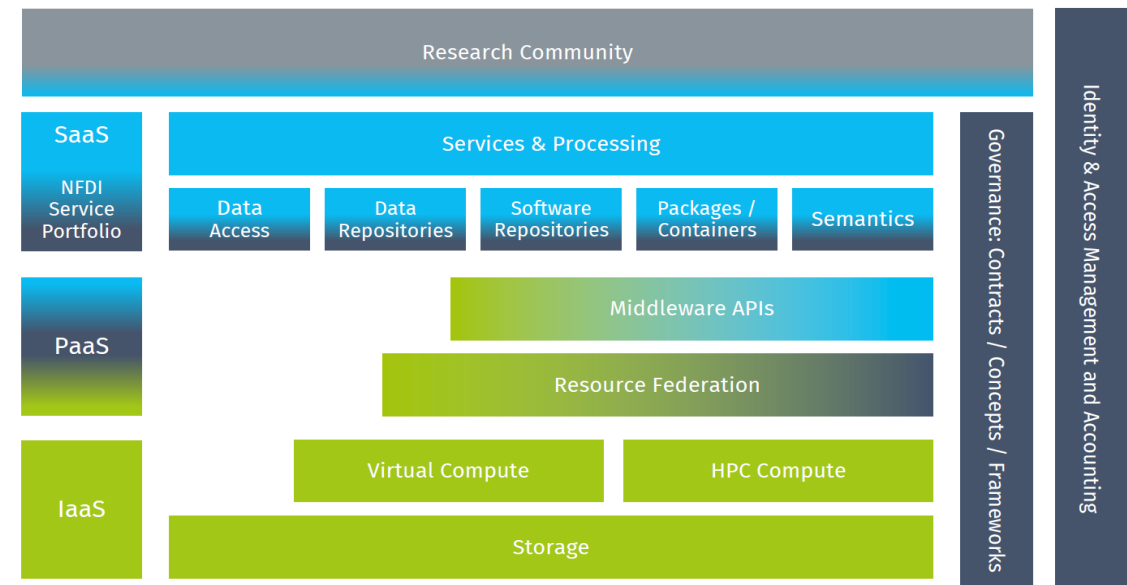 Research Community
SaaS
NFDI
Service
Portfolio
Services & Processing
Data
Access
Data
Repositories
Software
Repositories
Packages /
Containers
Semantics
PaaS
Middleware APIs
Resource Federation
IaaS
Virtual Compute
HPC Compute
Storage
Governance: Contracts / Concepts / Frameworks
Identity & Access Management and Accounting